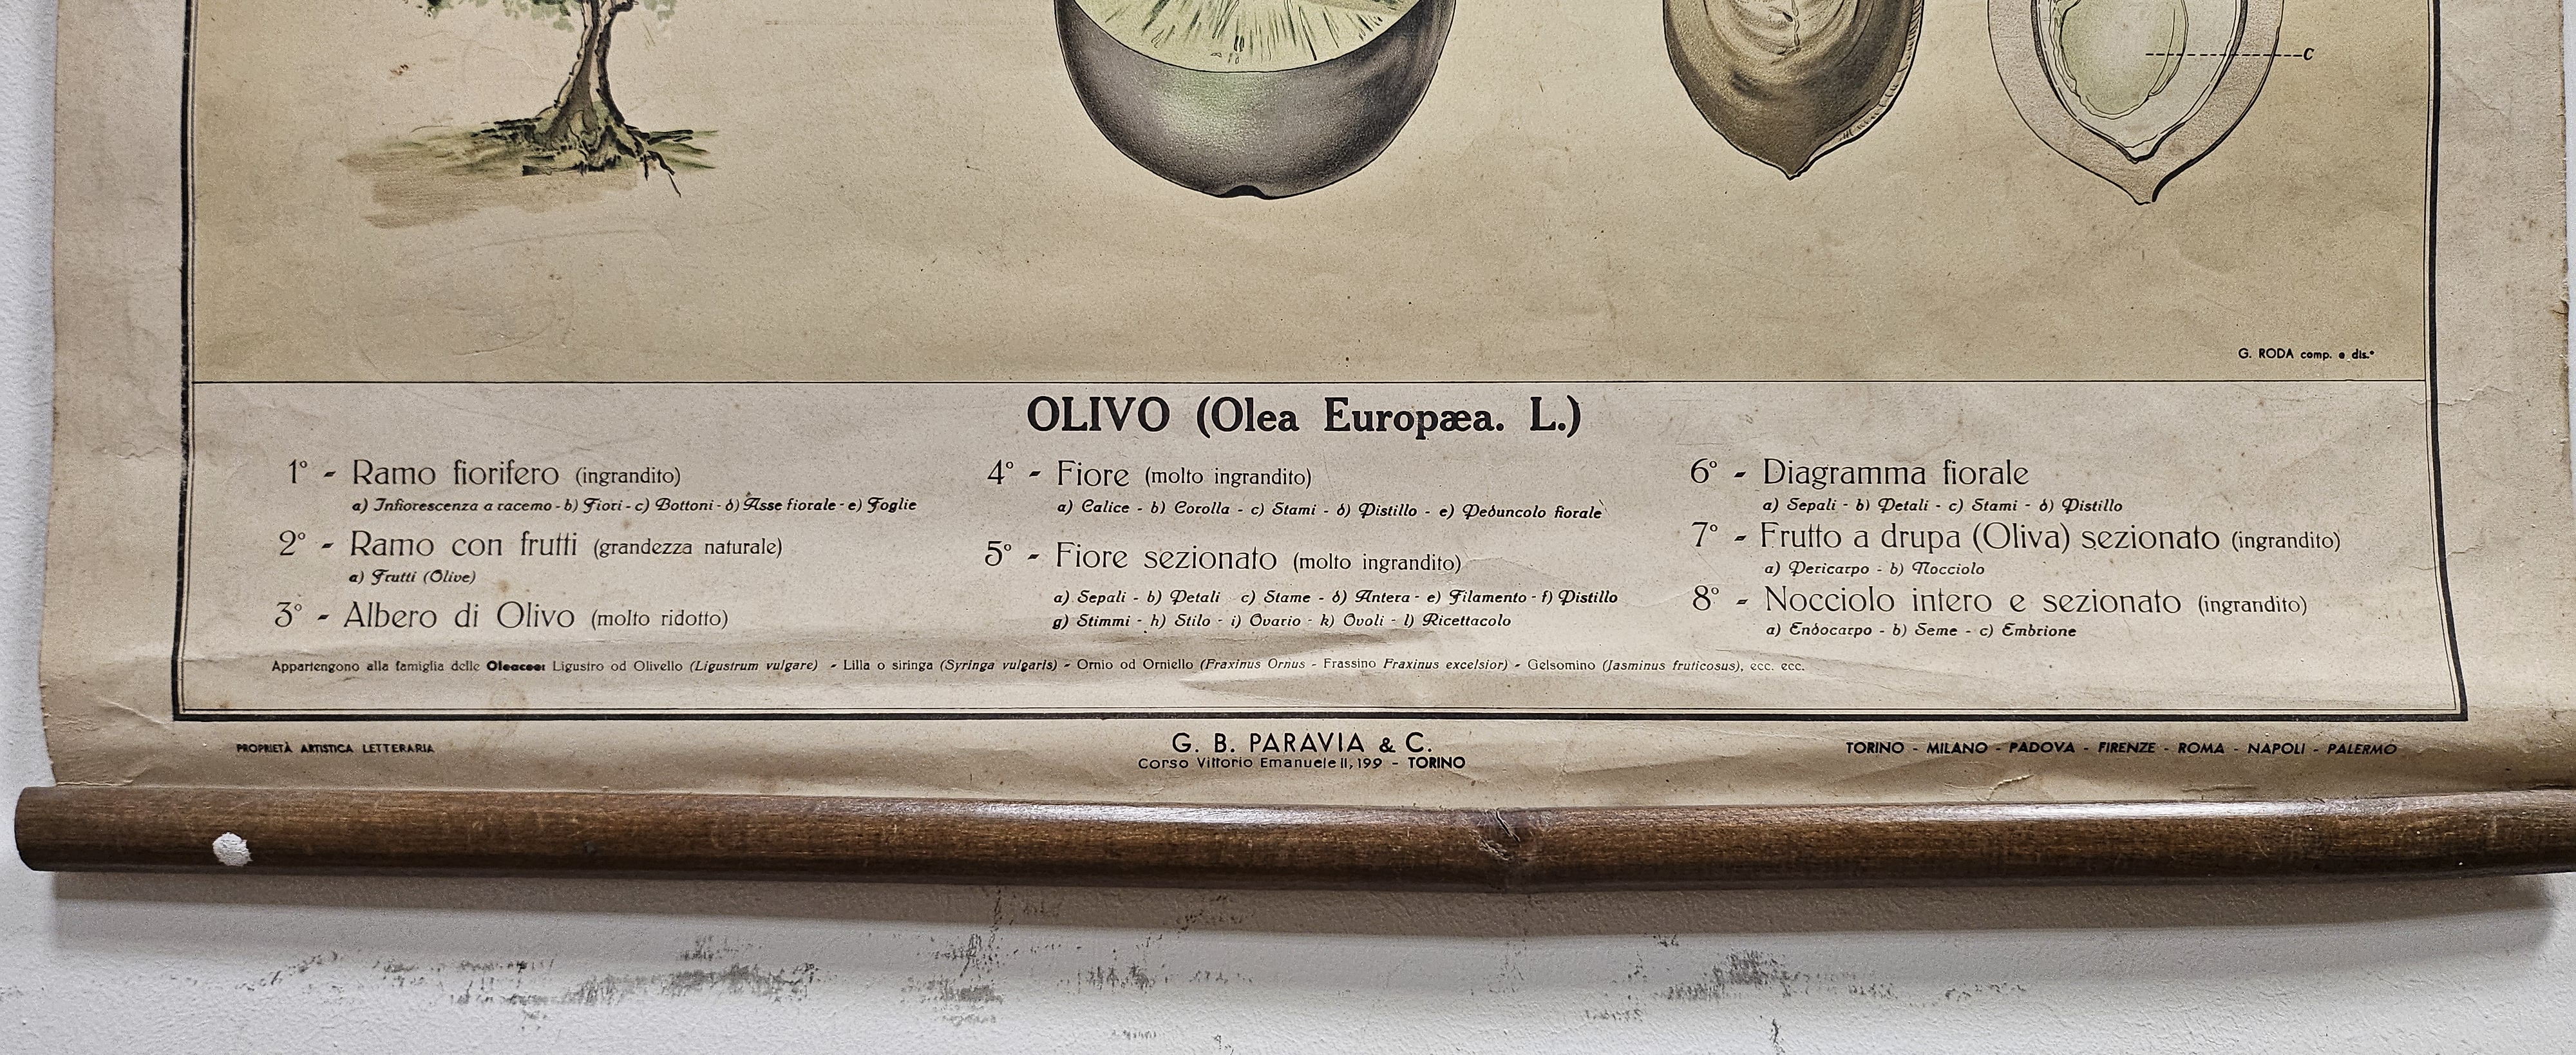 c
G. RODA comp. e dis.°
OLIVO (Olea Europæa. L.)
1° - Ramo fiorifero (ingrandito)
a) Infiorescenza a racemo - b) Fiori - c) Bottoni - d) Asse fiorale - e) Foglie
2° - Ramo con frutti (grandezza naturale)
a) Frutti (Olive)
3° - Albero di Olivo (molto ridotto)
4° - Fiore (molto ingrandito)
a) Calice - b) Corolla - c) Stami - d) Pistillo - e) Peduncolo fiorale
5° - Fiore sezionato (molto ingrandito)
a) Sepali - b) Petali c) Stame - d) Antera - e) Filamento - f) Pistillo
g) Stimmi - h) Stilo - i) Ovario - k) Ovoli - l) Ricettacolo
6° - Diagramma fiorale
a) Sepali - b) Petali - c) Stami - d) Pistillo
7° - Frutto a drupa (Oliva) sezionato (ingrandito)
a) Pericarpo - b) Nocciolo
8° - Nocciolo intero e sezionato (ingrandito)
a) Endocarpo - b) Seme - c) Embrione
Appartengono alla famiglia delle Oleacee: Ligustro od Olivello (Ligustrum vulgare) - Lilla o siringa (Syringa vulgaris) - Ornio od Orniello (Fraxinus Ornus - Frassino Fraxinus excelsior) - Gelsomino (Jasminus fruticosus), ecc. ecc.
PROPRIETÀ ARTISTICA LETTERARIA
G. B. PARAVIA & C.
Corso Vittorio Emanuele II, 199 - TORINO
TORINO - MILANO - PADOVA - FIRENZE - ROMA - NAPOLI - PALERMO